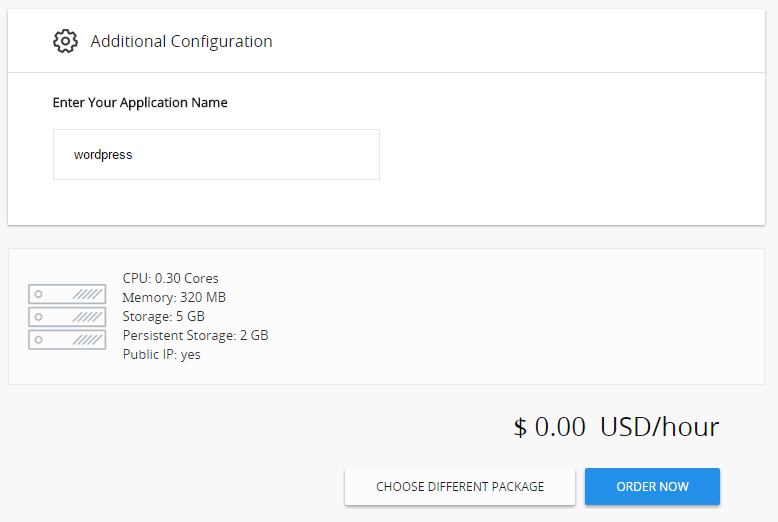 Additional Configuration
Enter Your Application Name
wordpress
CPU: 0.30 Cores
Memory: 320 MB
Storage: 5 GB
Persistent Storage: 2 GB
Public IP: yes
$ 0.00 USD/hour
CHOOSE DIFFERENT PACKAGE ORDER NOW